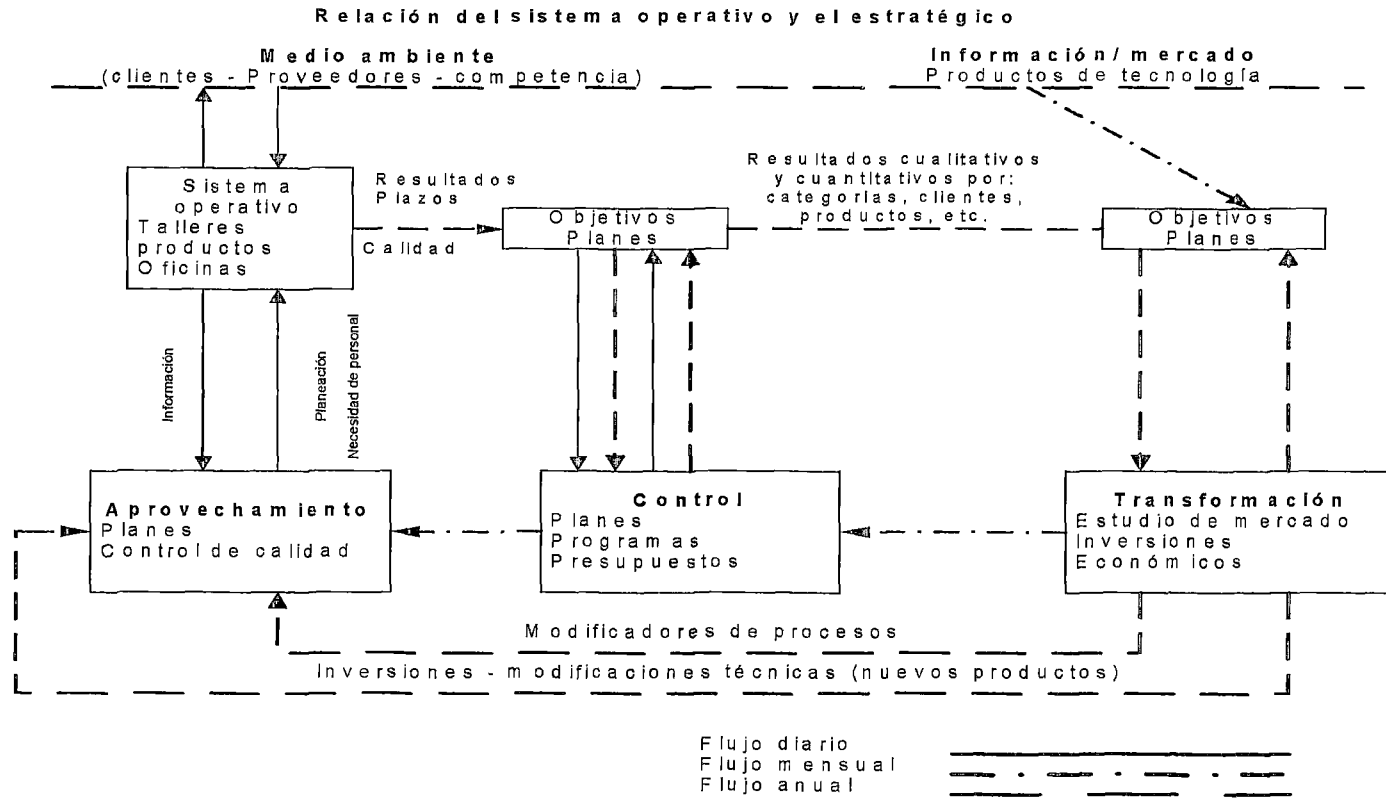 Relación del sistema operativo y el estratégico
Medio ambiente
(clientes - Proveedores - competencia)
Información/mercado
Productos de tecnología
Sistema
operativo
Talleres
productos
Oficinas
Resultados
Plazos
Calidad
Objetivos
Planes
Resultados cualitativos
y cuantitativos por:
categorías, clientes,
productos, etc.
Objetivos
Planes
Información
Planeación
Necesidad de personal
Aprovechamiento
Planes
Control de calidad
Control
Planes
Programas
Presupuestos
Transformación
Estudio de mercado
Inversiones
Económicos
Modificadores de procesos
Inversiones - modificaciones técnicas (nuevos productos)
Flujo diario
Flujo mensual
Flujo anual